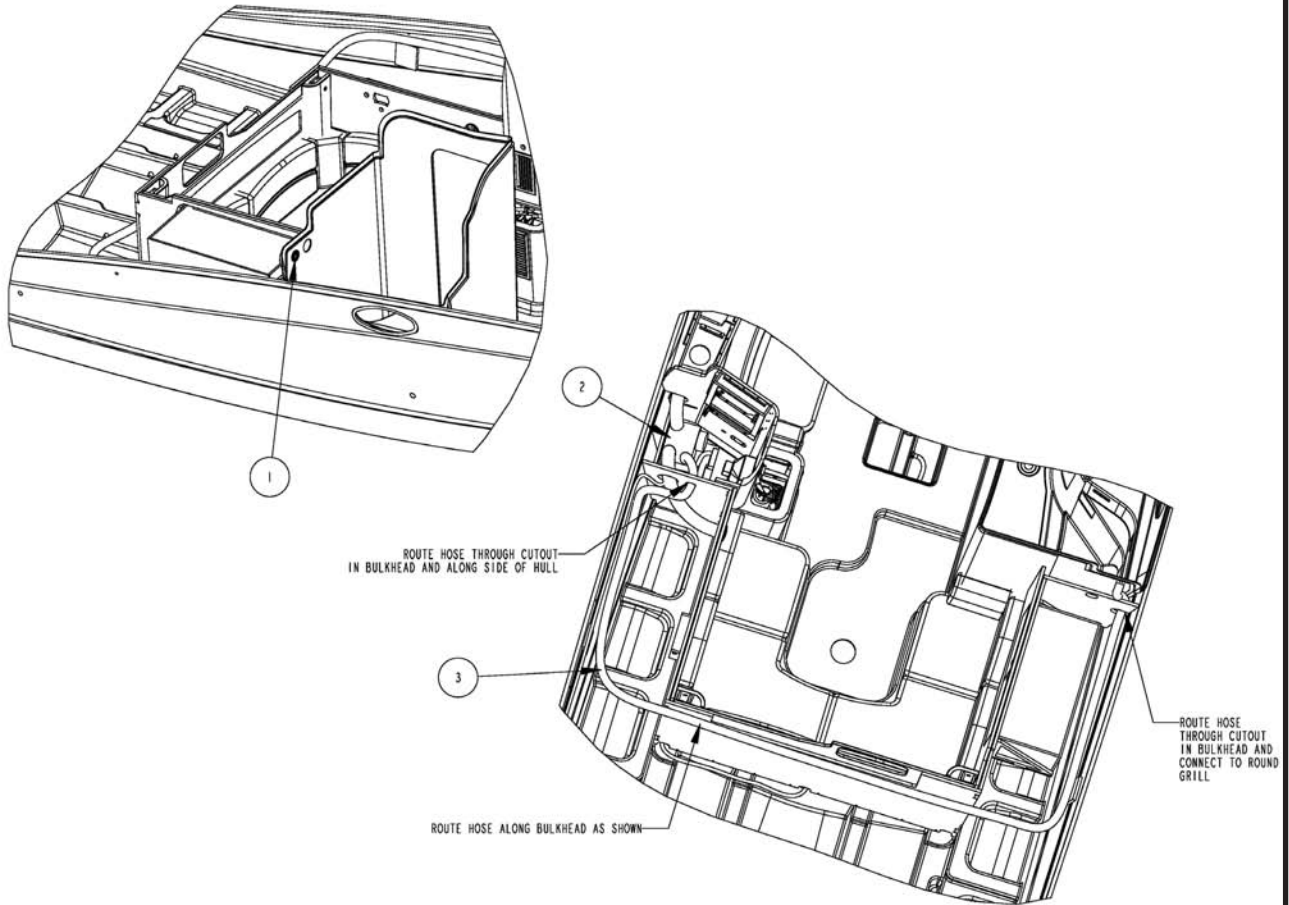 1
2
ROUTE HOSE THROUGH CUTOUT
IN BULKHEAD AND ALONG SIDE OF HULL
3
ROUTE HOSE
THROUGH CUTOUT
IN BULKHEAD AND
CONNECT TO ROUND
GRILL
ROUTE HOSE ALONG BULKHEAD AS SHOWN